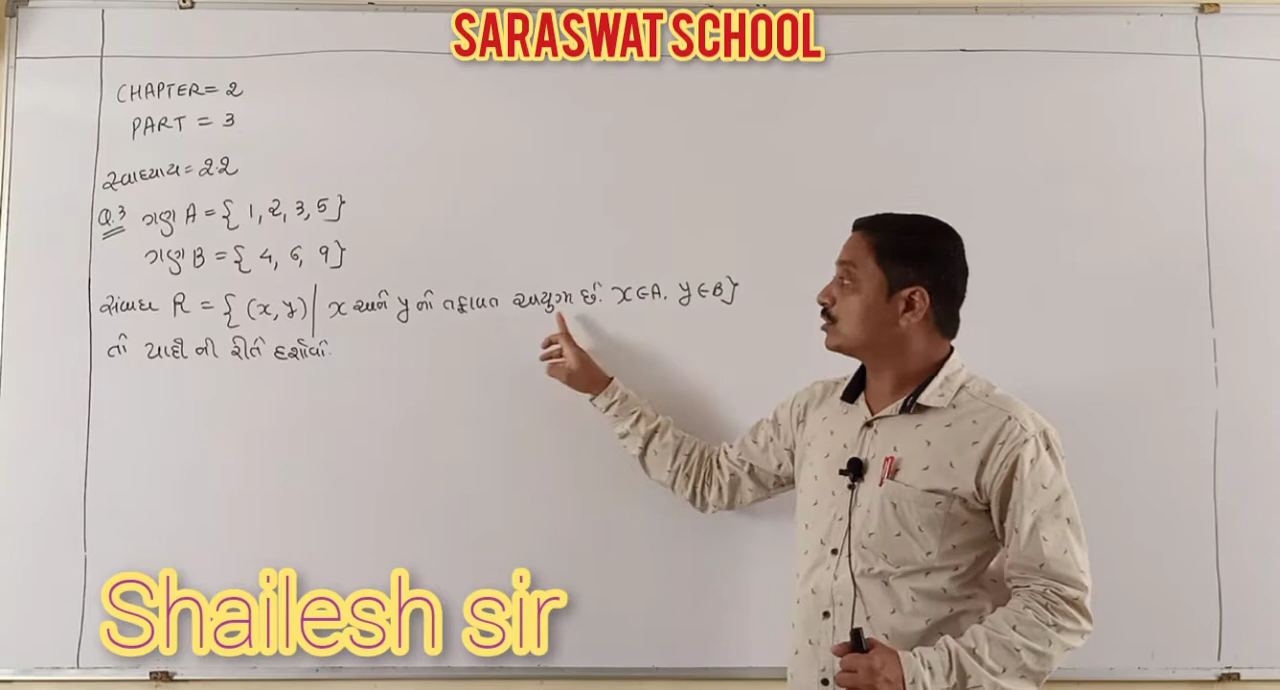 SARASWAT SCHOOL
CHAPTER = 2
PART = 3
સ્વાધ્યાય = 2.2
Q.3 ગણ A = { 1, 2, 3, 5}
ગણ B = { 4, 6, 9}
સંબંધ R = { (x, y) | x અને y નો તફાવત અયુગ્મ છે. x ∈ A, y ∈ B}
તો યાદી ની રીતે દર્શાવો.
Shailesh sir